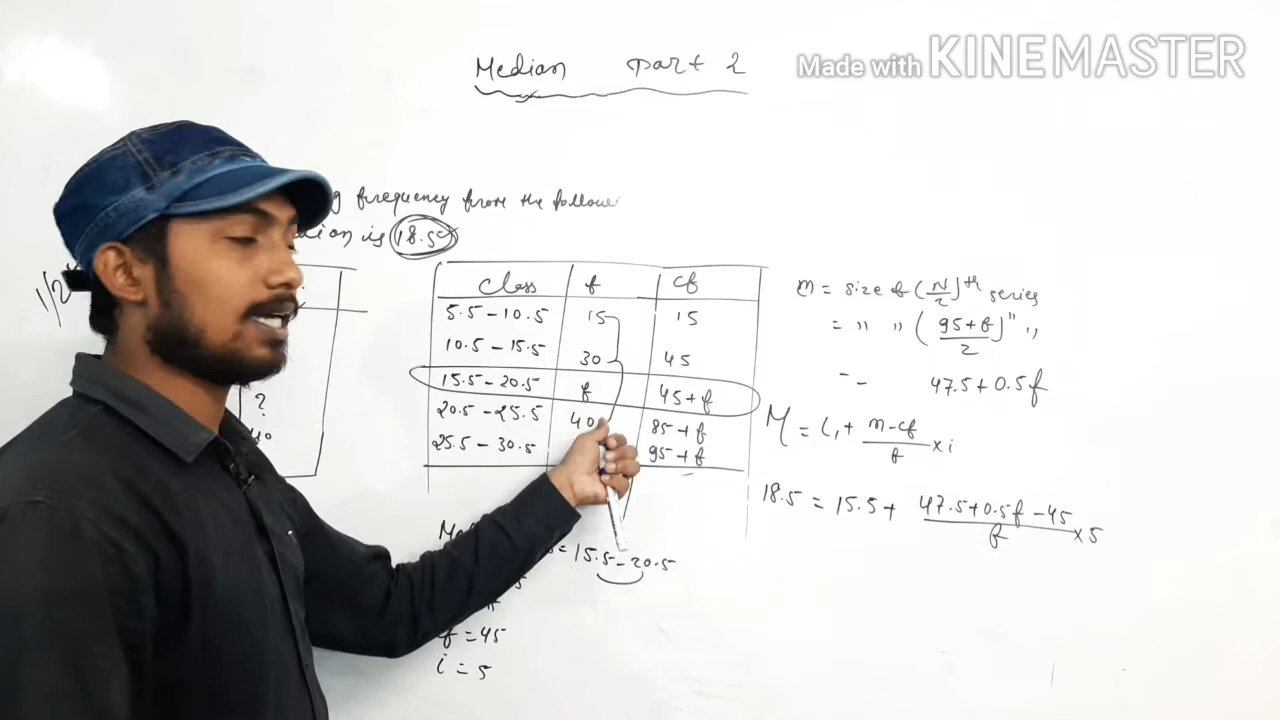 Median Part 2
Made with KINEMASTER
frequency from the
is 18.5
1/2
?
Class f cf
5.5 – 10.5 15 15
10.5 – 15.5 30 45
15.5 – 20.5 f 45 + f
20.5 – 25.5 40 85 + f
25.5 – 30.5 95 + f
= 15.5 – 20.5
f = 45
i = 5
m = size of (N/2)th series
= " " (95+f/2)" "
47.5 + 0.5f
M = L1 + m-cf/f × i
18.5 = 15.5 + 47.5+0.5f – 45/f × 5